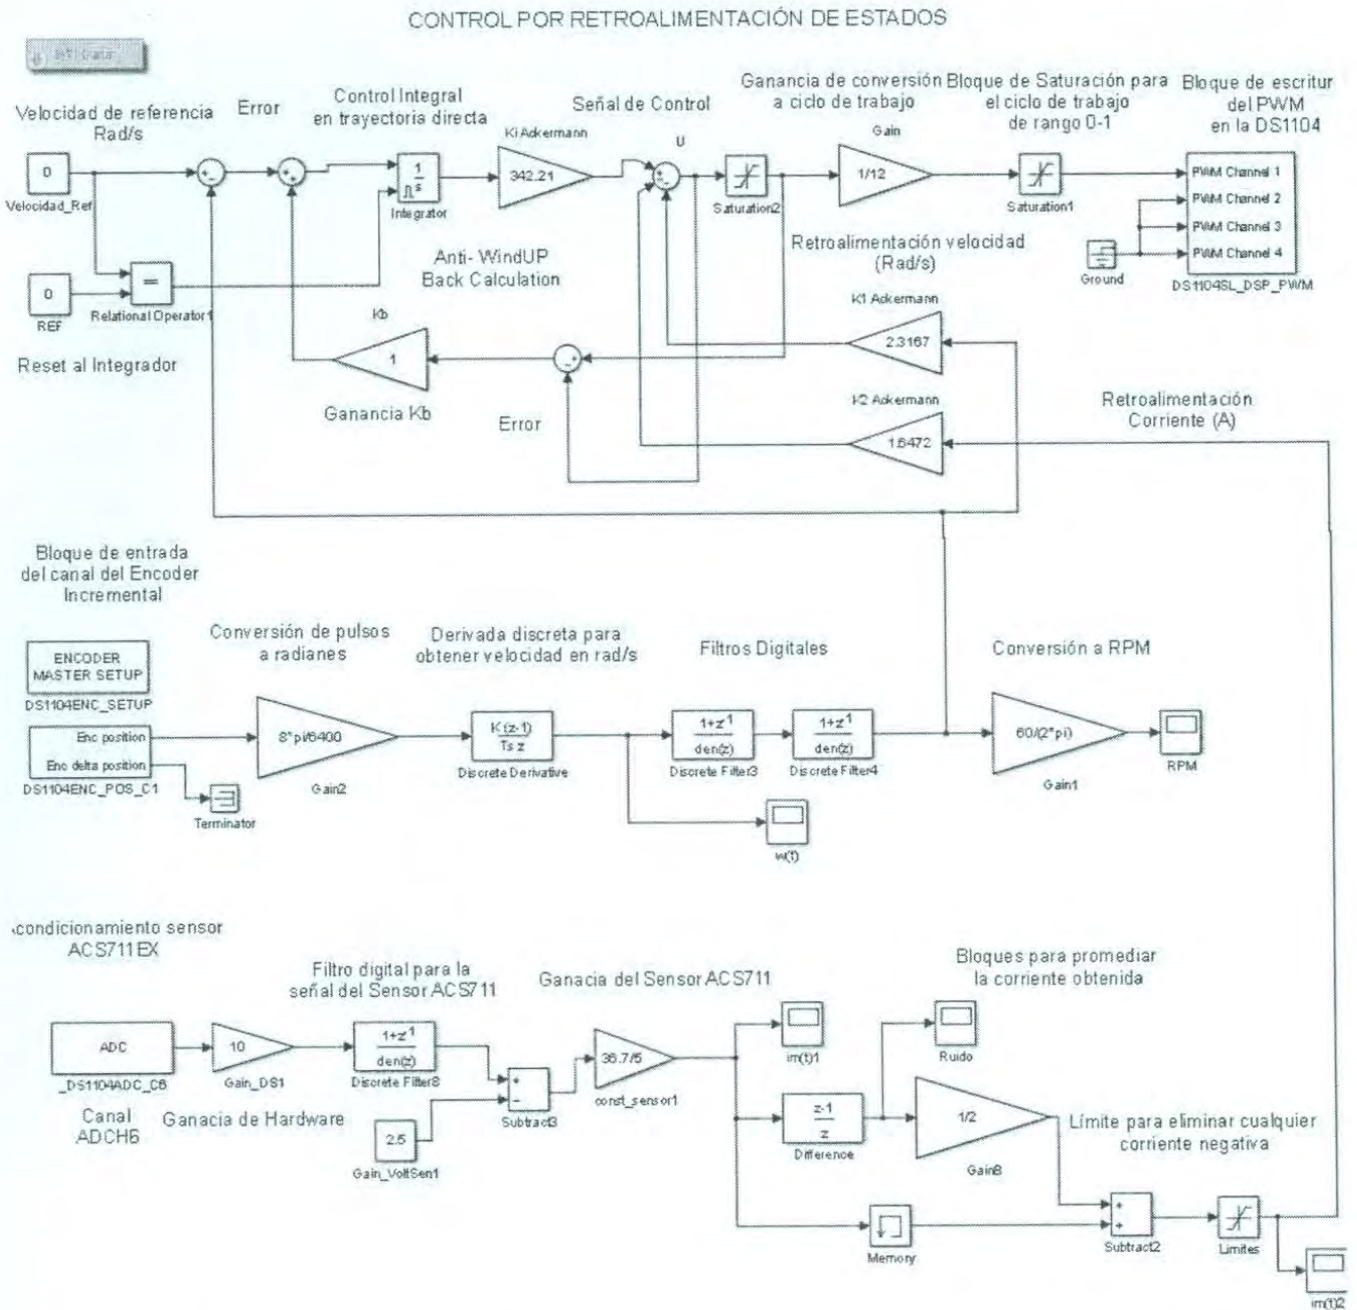 CONTROL POR RETROALIMENTACIÓN DE ESTADOS
Velocidad de referencia
Rad/s
Error
Control Integral
en trayectoria directa
Señal de Control
Ganancia de conversión
a ciclo de trabajo
Bloque de Saturación para
el ciclo de trabajo
de rango 0-1
Bloque de escritur
del PWM
en la DS1104
Ki Ackermann
U
Gain
0
Velocidad_Ref
1
s
Integrator
342.21
Saturation2
1/12
Saturation1
PWM Channel 1
PWM Channel 2
PWM Channel 3
PWM Channel 4
DS1104SL_DSP_PWM
Ground
0
REF
=
Relational Operator1
Anti- WindUP
Back Calculation
Retroalimentación velocidad
(Rad/s)
Reset al Integrador
Kb
1
Ganancia Kb
Error
K1 Ackermann
2.3167
K2 Ackermann
1.6472
Retroalimentación
Corriente (A)
Bloque de entrada
del canal del Encoder
Incremental
Conversión de pulsos
a radianes
Derivada discreta para
obtener velocidad en rad/s
Filtros Digitales
Conversión a RPM
ENCODER
MASTER SETUP
DS1104ENC_SETUP
Enc position
Enc delta position
DS1104ENC_POS_C1
Terminator
8*pi/6400
Gain2
K (z-1)
Ts z
Discrete Derivative
1+z-1
den(z)
Discrete Filter3
1+z-1
den(z)
Discrete Filter4
60/(2*pi)
Gain1
RPM
w(t)
condicionamiento sensor
ACS711EX
Filtro digital para la
señal del Sensor ACS711
Ganacia del Sensor ACS711
Bloques para promediar
la corriente obtenida
ADC
_DS1104ADC_C6
10
Gain_DS1
1+z-1
den(z)
Discrete Filter8
Subtract3
36.7/5
const_sensor1
im(t)1
Ruido
Canal
ADCH6
Ganacia de Hardware
2.5
Gain_VoltSen1
z-1
z
Difference
1/2
Gain8
Límite para eliminar cualquier
corriente negativa
Memory
Subtract2
Limites
im(t)2